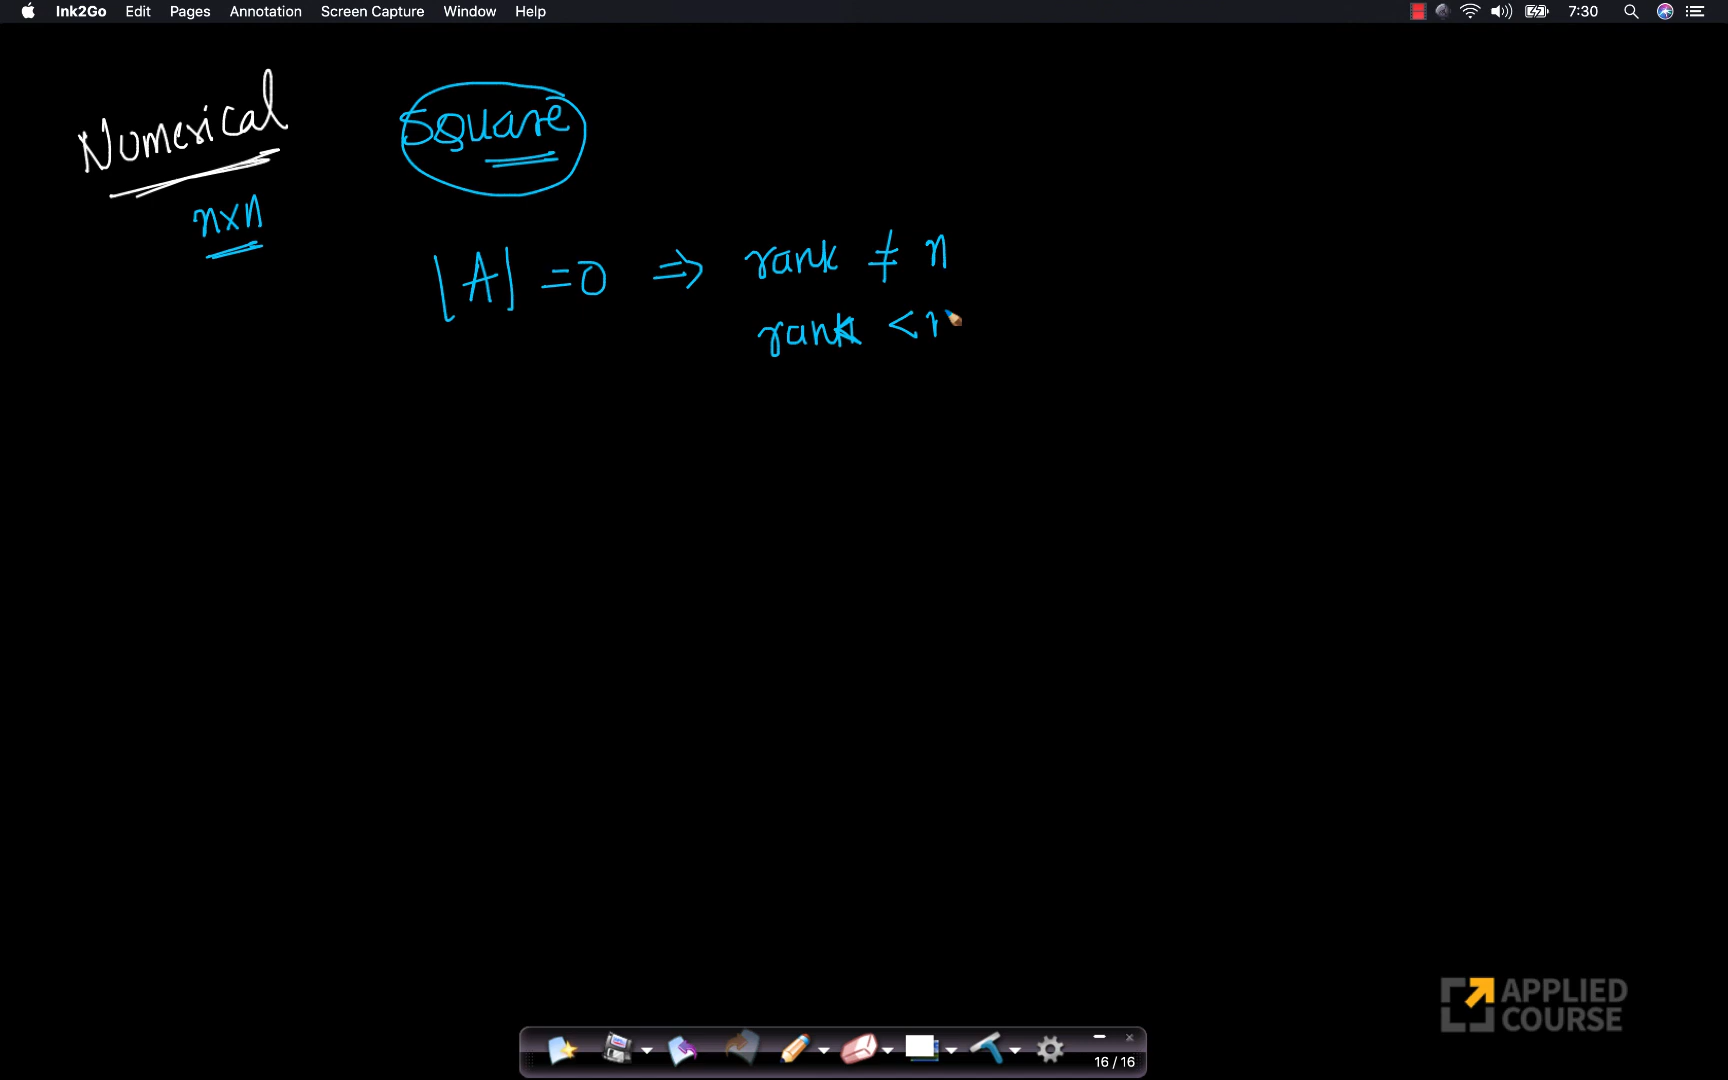 Ink2Go Edit Pages Annotation Screen Capture Window Help 7:30
Numerical
Square
n×n
|A| = 0 ⇒ rank ≠ n
rank < n
APPLIED
COURSE
16 / 16